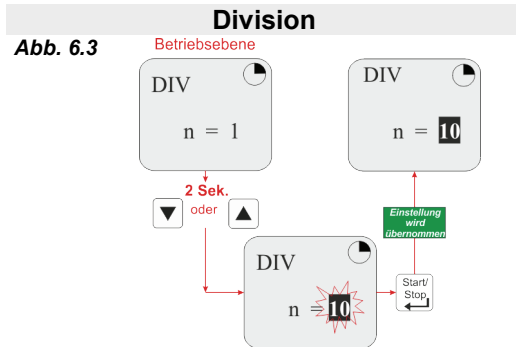 Division
Abb. 6.3
Betriebsebene
DIV
n = 1
2 Sek.
oder
DIV
n = 10
Start/
Stop
Einstellung
wird
übernommen
DIV
n = 10